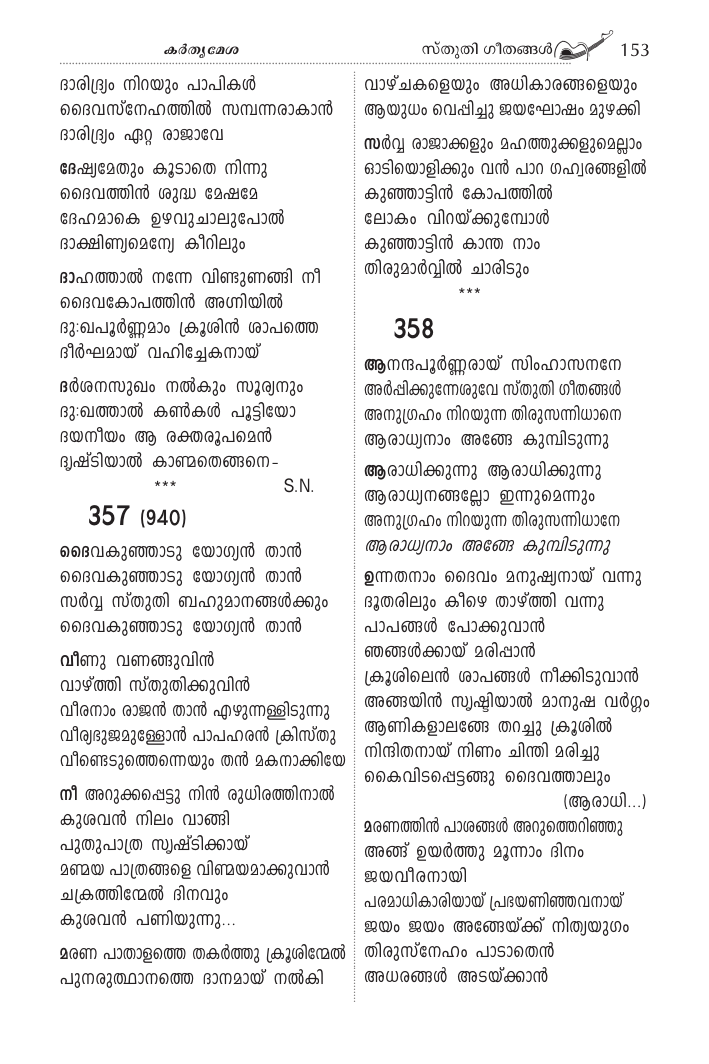 കർതൃമേശ
സ്തുതി ഗീതങ്ങൾ 153
ദാരിദ്ര്യം നിറയും പാപികൾ
ദൈവസ്നേഹത്തിൽ സമ്പന്നരാകാൻ
ദാരിദ്ര്യം ഏറ്റ രാജാവേ
ദേഷ്യമേതും കൂടാതെ നിന്നു
ദൈവത്തിൻ ശുദ്ധ മേഷമേ
ദേഹമാകെ ഉഴവുചാലുപോൽ
ദാക്ഷിണ്യമെന്യേ കീറിലും
ദാഹത്താൽ നന്നേ വിണ്ടുണങ്ങി നീ
ദൈവകോപത്തിൻ അഗ്നിയിൽ
ദു:ഖപൂർണ്ണമാം ക്രൂശിൻ ശാപത്തെ
ദീർഘമായ് വഹിച്ചേകനായ്
ദർശനസുഖം നൽകും സൂര്യനും
ദു:ഖത്താൽ കൺകൾ പൂട്ടിയോ
ദയനീയം ആ രക്തരൂപമെൻ
ദൃഷ്ടിയാൽ കാണ്മതെങ്ങനെ-
*** S.N.
357 (940)
ദൈവകുഞ്ഞാടു യോഗ്യൻ താൻ
ദൈവകുഞ്ഞാടു യോഗ്യൻ താൻ
സർവ്വ സ്തുതി ബഹുമാനങ്ങൾക്കും
ദൈവകുഞ്ഞാടു യോഗ്യൻ താൻ
വീണു വണങ്ങുവിൻ
വാഴ്ത്തി സ്തുതിക്കുവിൻ
വീരനാം രാജൻ താൻ എഴുന്നള്ളിടുന്നു
വീര്യഭുജമുള്ളോൻ പാപഹരൻ ക്രിസ്തു
വീണ്ടെടുത്തെന്നെയും തൻ മകനാക്കിയേ
നീ അറുക്കപ്പെട്ടു നിൻ രുധിരത്തിനാൽ
കുശവൻ നിലം വാങ്ങി
പുതുപാത്ര സൃഷ്ടിക്കായ്
മണ്മയ പാത്രങ്ങളെ വിണ്മയമാക്കുവാൻ
ചക്രത്തിന്മേൽ ദിനവും
കുശവൻ പണിയുന്നു...
മരണ പാതാളത്തെ തകർത്തു ക്രൂശിന്മേൽ
പുനരുത്ഥാനത്തെ ദാനമായ് നൽകി
വാഴ്ചകളെയും അധികാരങ്ങളെയും
ആയുധം വെപ്പിച്ചു ജയഘോഷം മുഴക്കി
സർവ്വ രാജാക്കളും മഹത്തുക്കളുമെല്ലാം
ഓടിയൊളിക്കും വൻ പാറ ഗഹ്വരങ്ങളിൽ
കുഞ്ഞാട്ടിൻ കോപത്തിൽ
ലോകം വിറയ്ക്കുമ്പോൾ
കുഞ്ഞാട്ടിൻ കാന്ത നാം
തിരുമാർവ്വിൽ ചാരിടും
***
358
ആനന്ദപൂർണ്ണരായ് സിംഹാസനനേ
അർപ്പിക്കുന്നേശുവേ സ്തുതി ഗീതങ്ങൾ
അനുഗ്രഹം നിറയുന്ന തിരുസന്നിധാനെ
ആരാധ്യനാം അങ്ങേ കുമ്പിടുന്നു
ആരാധിക്കുന്നു ആരാധിക്കുന്നു
ആരാധ്യനങ്ങല്ലോ ഇന്നുമെന്നും
അനുഗ്രഹം നിറയുന്ന തിരുസന്നിധാനേ
ആരാധ്യനാം അങ്ങേ കുമ്പിടുന്നു
ഉന്നതനാം ദൈവം മനുഷ്യനായ് വന്നു
ദൂതരിലും കീഴെ താഴ്ത്തി വന്നു
പാപങ്ങൾ പോക്കുവാൻ
ഞങ്ങൾക്കായ് മരിപ്പാൻ
ക്രൂശിലെൻ ശാപങ്ങൾ നീക്കിടുവാൻ
അങ്ങയിൻ സൃഷ്ടിയാൽ മാനുഷ വർഗ്ഗം
ആണികളാലങ്ങേ തറച്ചു ക്രൂശിൽ
നിന്ദിതനായ് നിണം ചിന്തി മരിച്ചു
കൈവിടപ്പെട്ടങ്ങു ദൈവത്താലും
(ആരാധി...)
മരണത്തിൻ പാശങ്ങൾ അറുത്തെറിഞ്ഞു
അങ്ങ് ഉയർത്തു മൂന്നാം ദിനം
ജയവീരനായി
പരമാധികാരിയായ് പ്രഭയണിഞ്ഞവനായ്
ജയം ജയം അങ്ങേയ്ക്ക് നിത്യയുഗം
തിരുസ്നേഹം പാടാതെൻ
അധരങ്ങൾ അടയ്ക്കാൻ